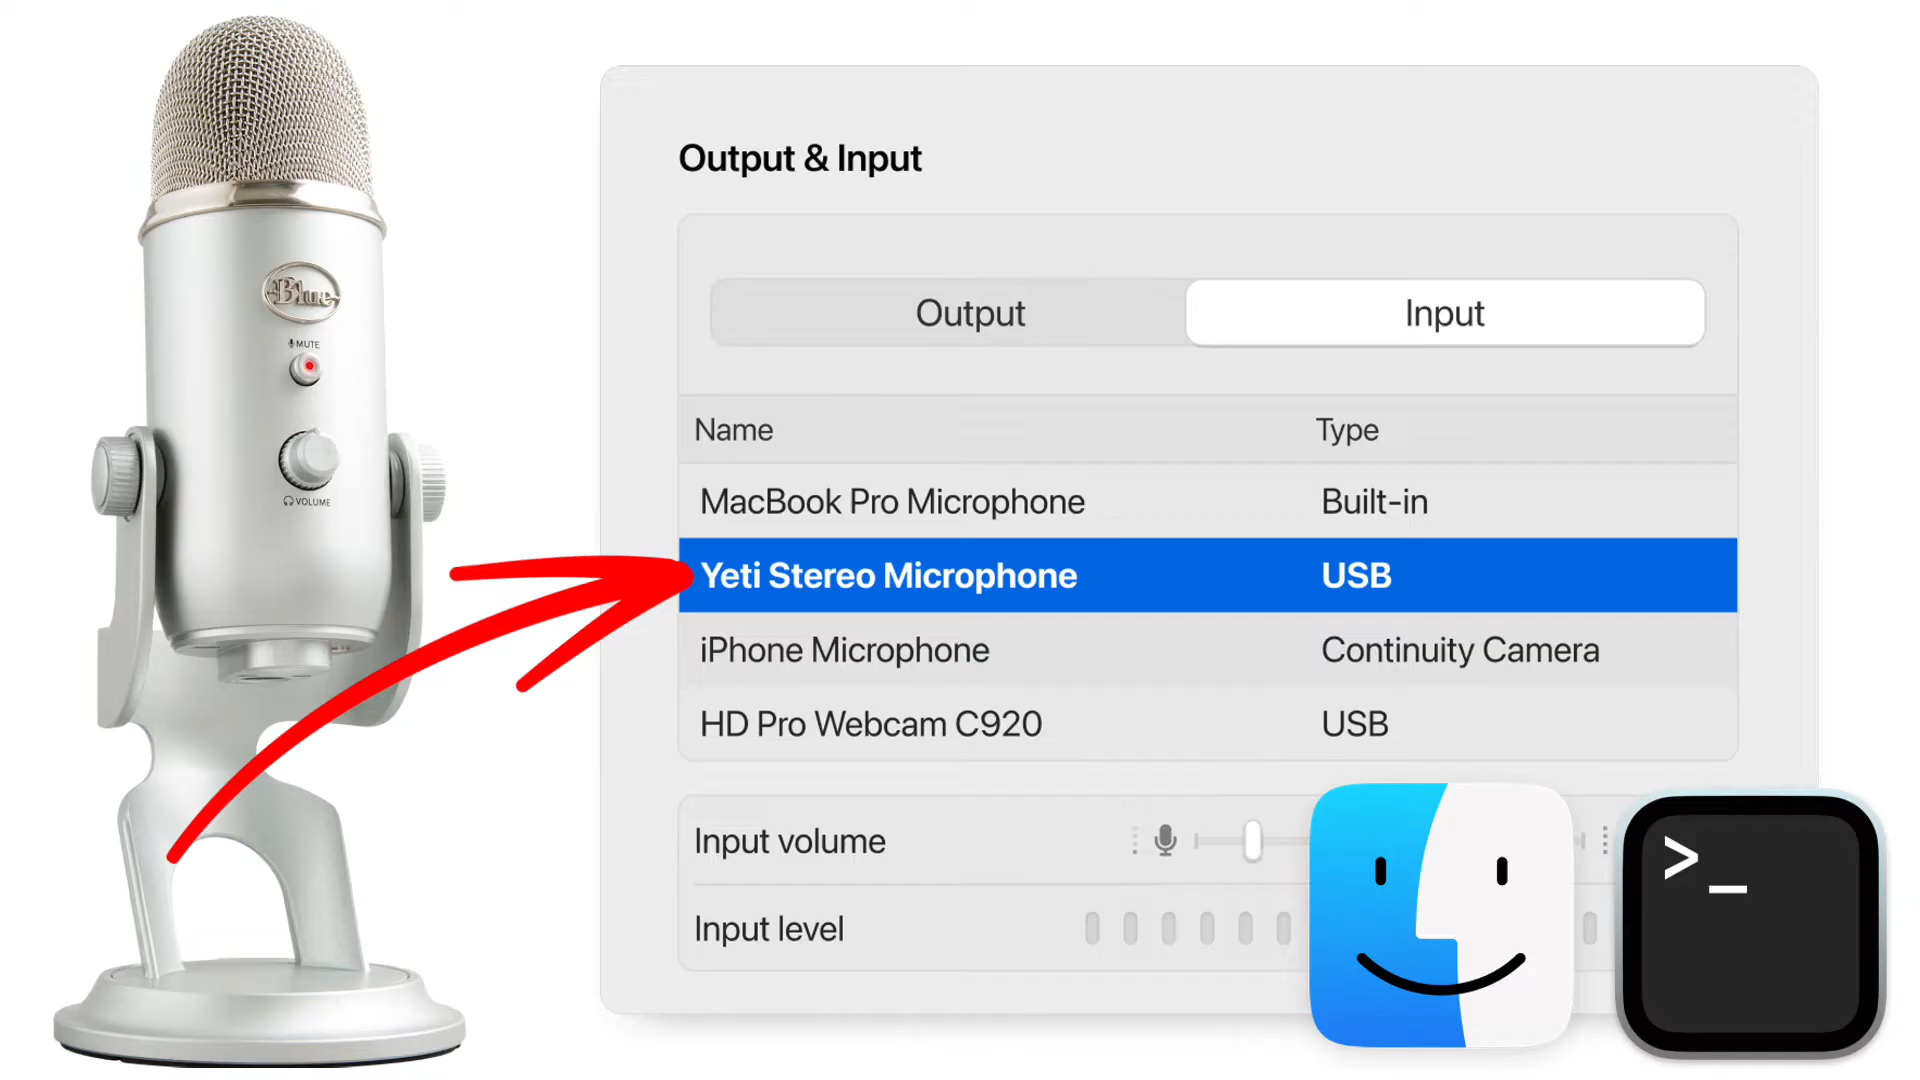 Blue
MUTE
VOLUME
Output & Input
Output Input
Name Type
MacBook Pro Microphone Built-in
Yeti Stereo Microphone USB
iPhone Microphone Continuity Camera
HD Pro Webcam C920 USB
Input volume
Input level
>_